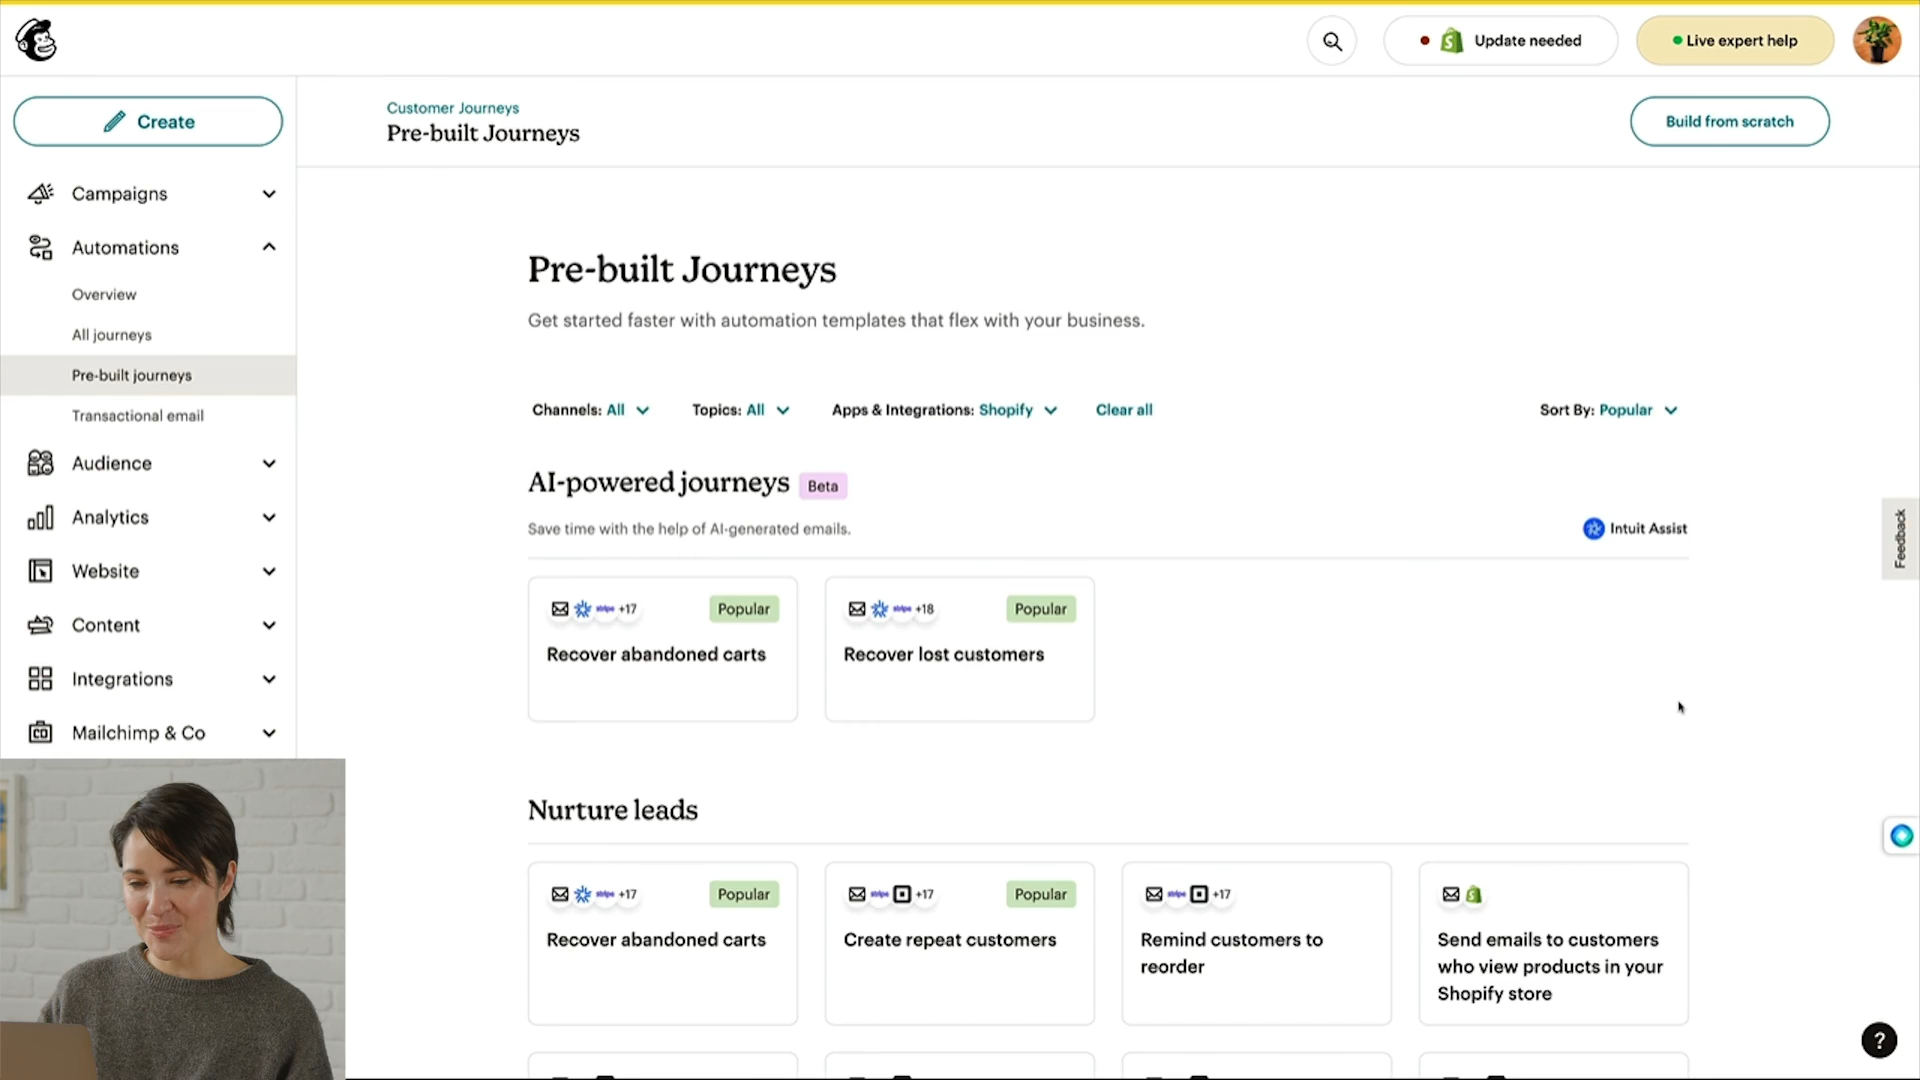 Update needed
Live expert help
Create
Customer Journeys
Pre-built Journeys
Build from scratch
Campaigns
Automations
Overview
All journeys
Pre-built journeys
Transactional email
Audience
Analytics
Website
Content
Integrations
Mailchimp & Co
Pre-built Journeys
Get started faster with automation templates that flex with your business.
Channels: All
Topics: All
Apps & Integrations: Shopify
Clear all
Sort By: Popular
AI-powered journeys
Beta
Save time with the help of AI-generated emails.
Intuit Assist
Feedback
stripe +17
Popular
Recover abandoned carts
stripe +18
Popular
Recover lost customers
Nurture leads
stripe +17
Popular
Recover abandoned carts
stripe +17
Popular
Create repeat customers
stripe +17
Remind customers to
reorder
Send emails to customers
who view products in your
Shopify store
?